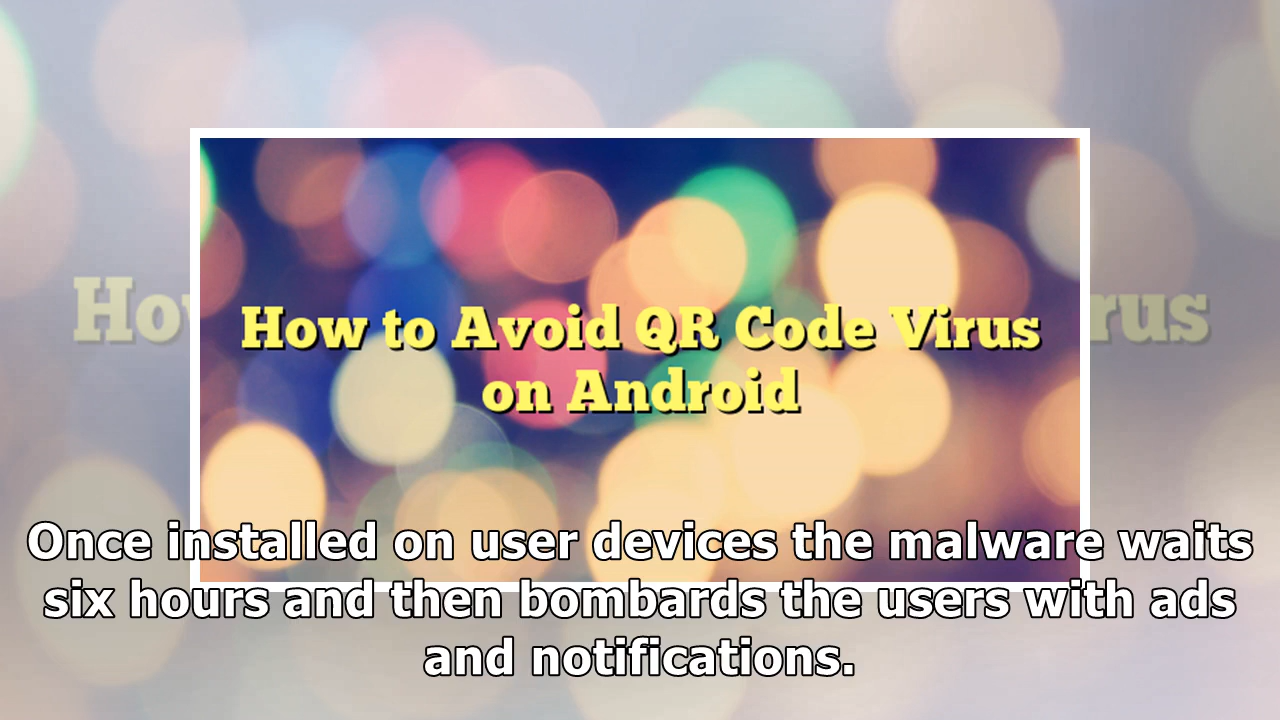 How to Avoid QR Code Virus
on Android
Once installed on user devices the malware waits
six hours and then bombards the users with ads
and notifications.